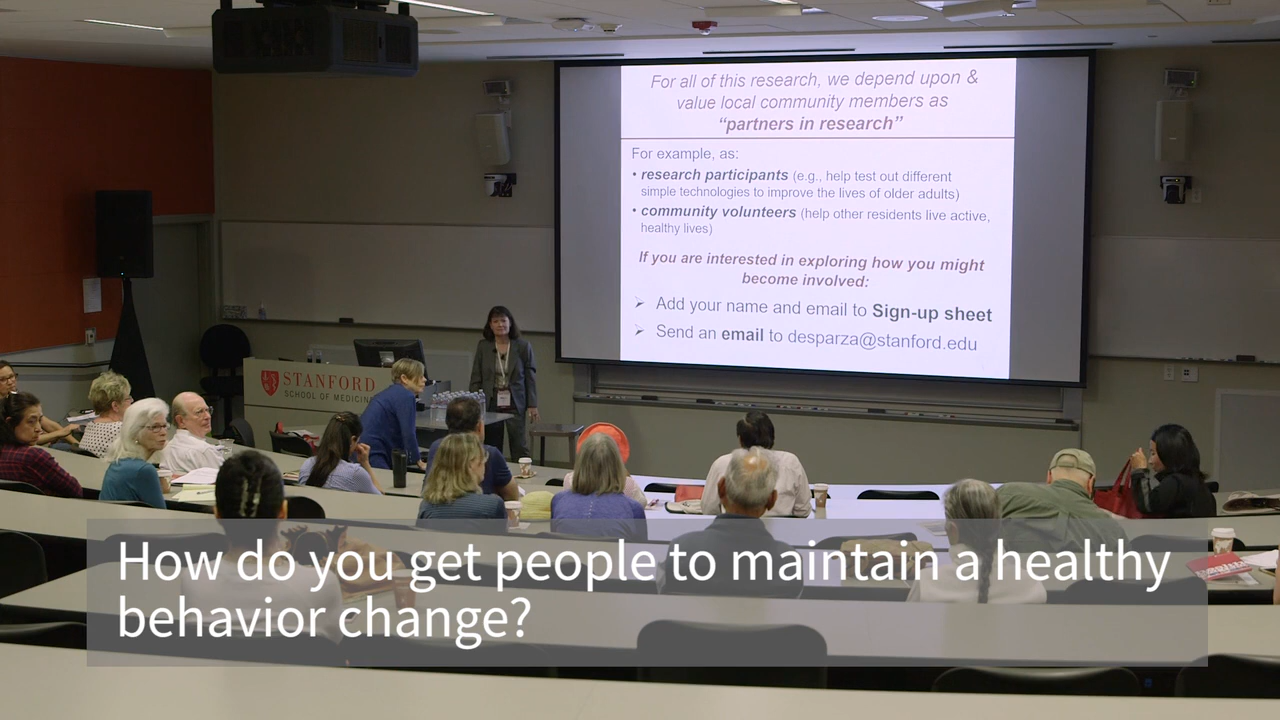 For all of this research, we depend upon &
value local community members as
“partners in research”
For example, as:
• research participants (e.g., help test out different
simple technologies to improve the lives of older adults)
• community volunteers (help other residents live active,
healthy lives)
If you are interested in exploring how you might
become involved:
➢ Add your name and email to Sign-up sheet
➢ Send an email to desparza@stanford.edu
STANFORD
SCHOOL OF MEDICINE
How do you get people to maintain a healthy
behavior change?